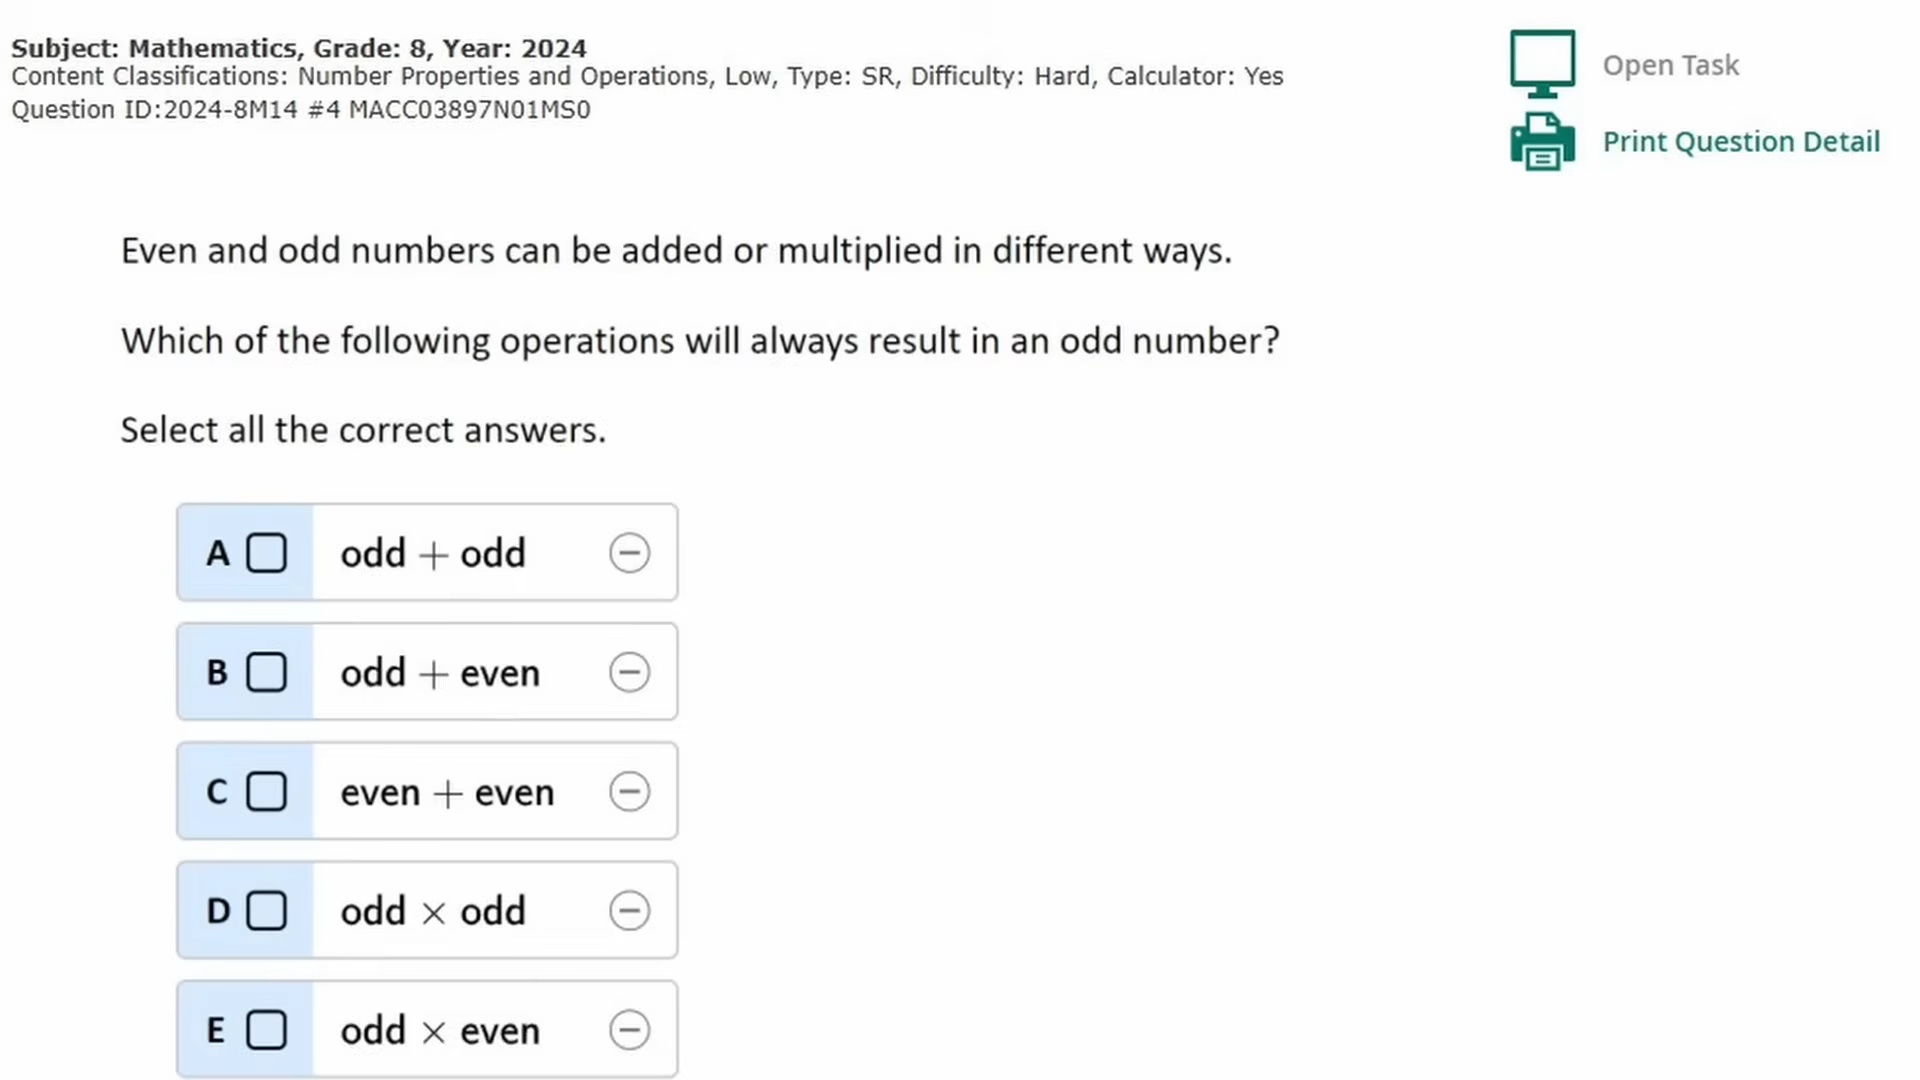 Subject: Mathematics, Grade: 8, Year: 2024
Content Classifications: Number Properties and Operations, Low, Type: SR, Difficulty: Hard, Calculator: Yes
Question ID:2024-8M14 #4 MACC03897N01MS0
Open Task
Print Question Detail
Even and odd numbers can be added or multiplied in different ways.
Which of the following operations will always result in an odd number?
Select all the correct answers.
A odd + odd
B odd + even
C even + even
D odd × odd
E odd × even